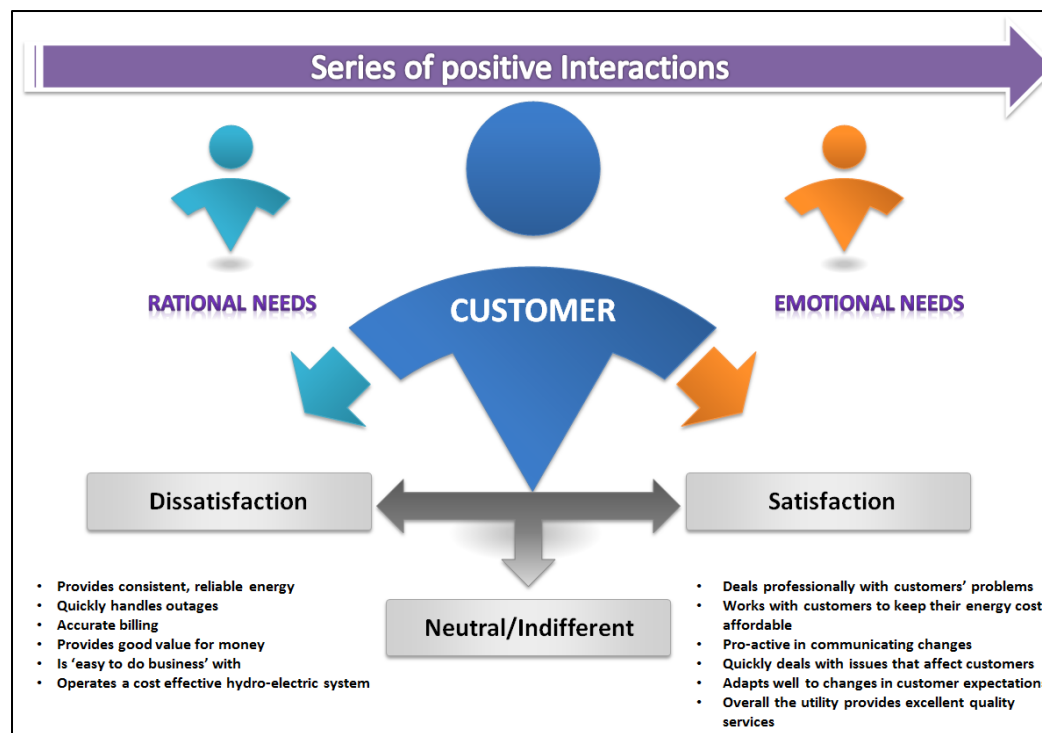 Series of positive Interactions
RATIONAL NEEDS
CUSTOMER
EMOTIONAL NEEDS
Dissatisfaction
Satisfaction
Neutral/Indifferent
• Provides consistent, reliable energy
• Quickly handles outages
• Accurate billing
• Provides good value for money
• Is ‘easy to do business’ with
• Operates a cost effective hydro-electric system
• Deals professionally with customers’ problems
• Works with customers to keep their energy cost
affordable
• Pro-active in communicating changes
• Quickly deals with issues that affect customers
• Adapts well to changes in customer expectation
• Overall the utility provides excellent quality
services